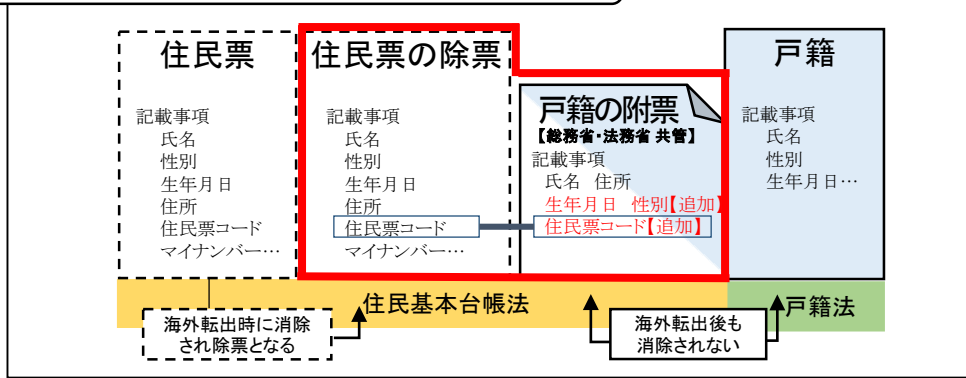 住民票
記載事項
氏名
性別
生年月日
住所
住民票コード
マイナンバー…
住民票の除票
記載事項
氏名
性別
生年月日
住所
住民票コード
マイナンバー…
戸籍の附票
【総務省・法務省 共管】
記載事項
氏名 住所
生年月日 性別【追加】
住民票コード【追加】
戸籍
記載事項
氏名
性別
生年月日…
住民基本台帳法
戸籍法
海外転出時に消除
され除票となる
海外転出後も
消除されない